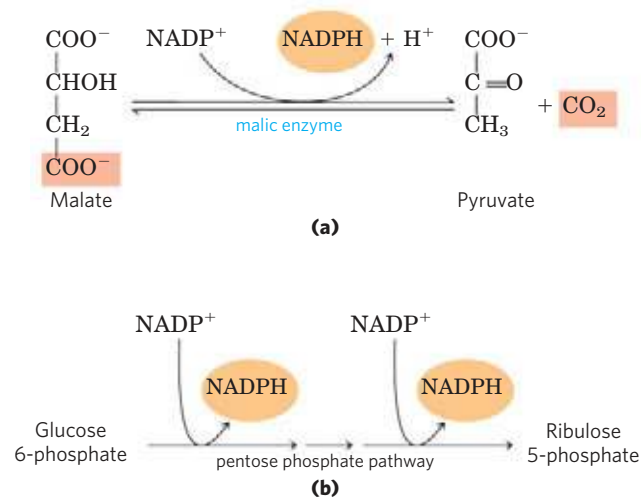 COO⁻ NADP⁺ NADPH + H⁺ COO⁻
CHOH C=O
CH₂ malic enzyme CH₃ + CO₂
COO⁻
Malate Pyruvate
(a)
NADP⁺ NADP⁺
NADPH NADPH
Glucose Ribulose
6-phosphate pentose phosphate pathway 5-phosphate
(b)